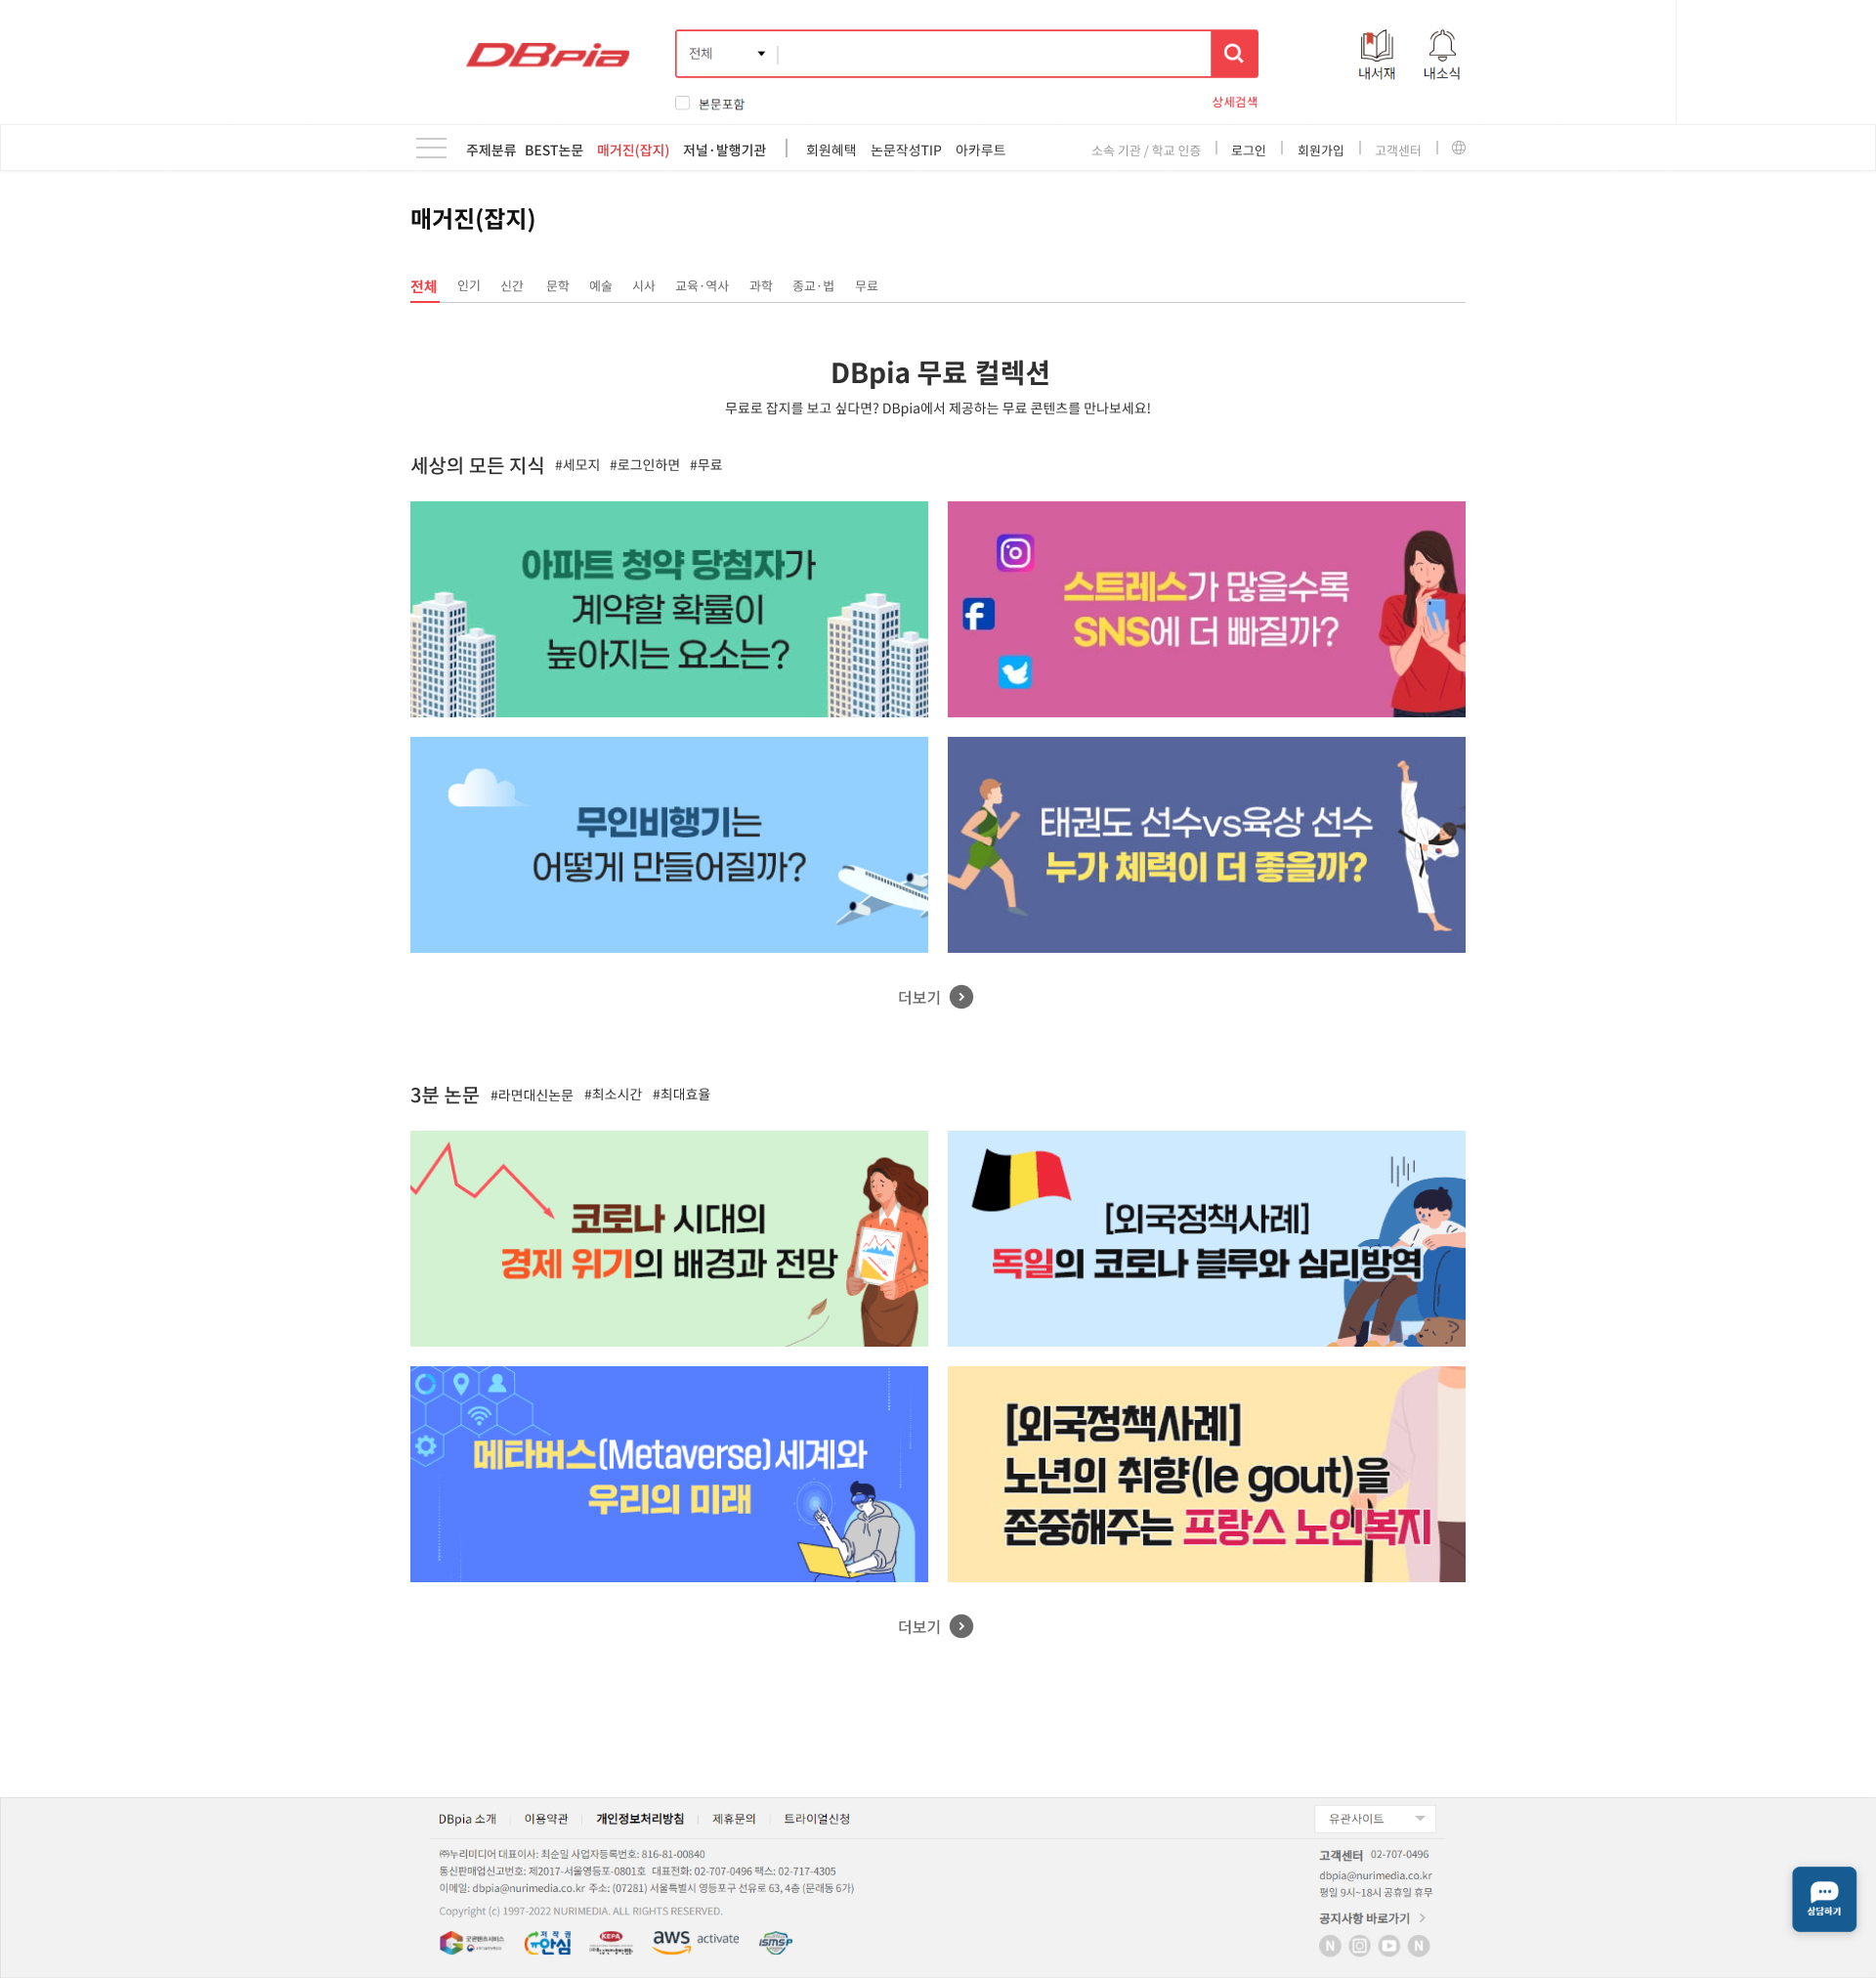 DBpia
전체
내서재
내소식
본문포함
상세검색
주제분류 BEST논문 매거진(잡지) 저널·발행기관 회원혜택 논문작성TIP 아카루트
소속 기관 / 학교 인증 로그인 회원가입 고객센터
매거진(잡지)
전체 인기 신간 문학 예술 시사 교육·역사 과학 종교·법 무료
DBpia 무료 컬렉션
무료로 잡지를 보고 싶다면? DBpia에서 제공하는 무료 콘텐츠를 만나보세요!
세상의 모든 지식 #세모지 #로그인하면 #무료
아파트 청약 당첨자가
계약할 확률이
높아지는 요소는?
스트레스가 많을수록
SNS에 더 빠질까?
무인비행기는
어떻게 만들어질까?
태권도 선수vs육상 선수
누가 체력이 더 좋을까?
더보기
3분 논문 #라면대신논문 #최소시간 #최대효율
코로나 시대의
경제 위기의 배경과 전망
[외국정책사례]
독일의 코로나 블루와 심리방역
메타버스(Metaverse)세계와
우리의 미래
[외국정책사례]
노년의 취향(le gout)을
존중해주는 프랑스 노인복지
더보기
DBpia 소개 이용약관 개인정보처리방침 제휴문의 트라이얼신청
유관사이트
㈜누리미디어 대표이사: 최순일 사업자등록번호: 816-81-00840
통신판매업신고번호: 제2017-서울영등포-0801호 대표전화: 02-707-0496 팩스: 02-717-4305
이메일: dbpia@nurimedia.co.kr 주소: (07281) 서울특별시 영등포구 선유로 63, 4층 (문래동 6가)
Copyright (c) 1997-2022 NURIMEDIA. ALL RIGHTS RESERVED.
고객센터 02-707-0496
dbpia@nurimedia.co.kr
평일 9시~18시 공휴일 휴무
공지사항 바로가기
굿콘텐츠서비스
저작권
안심
KEPA
aws activate
ISMS-P
N
N
상담하기